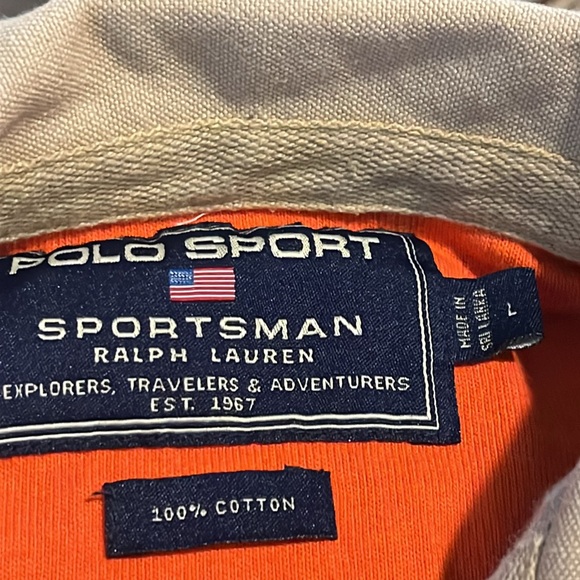 POLO SPORT
SPORTSMAN
RALPH LAUREN
EXPLORERS, TRAVELERS & ADVENTURERS
EST. 1967
MADE IN
SRI LANKA
L
100% COTTON